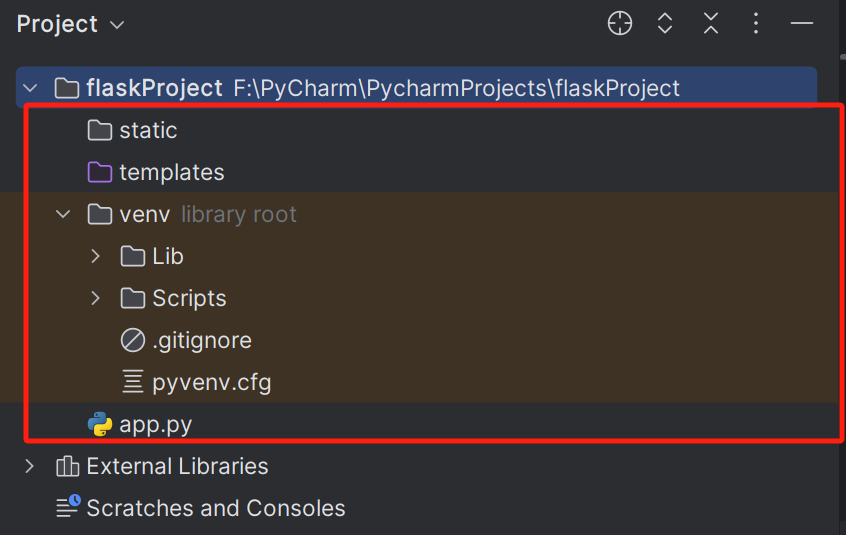 Project
flaskProject F:\PyCharm\PycharmProjects\flaskProject
static
templates
venv library root
Lib
Scripts
.gitignore
pyvenv.cfg
app.py
External Libraries
Scratches and Consoles